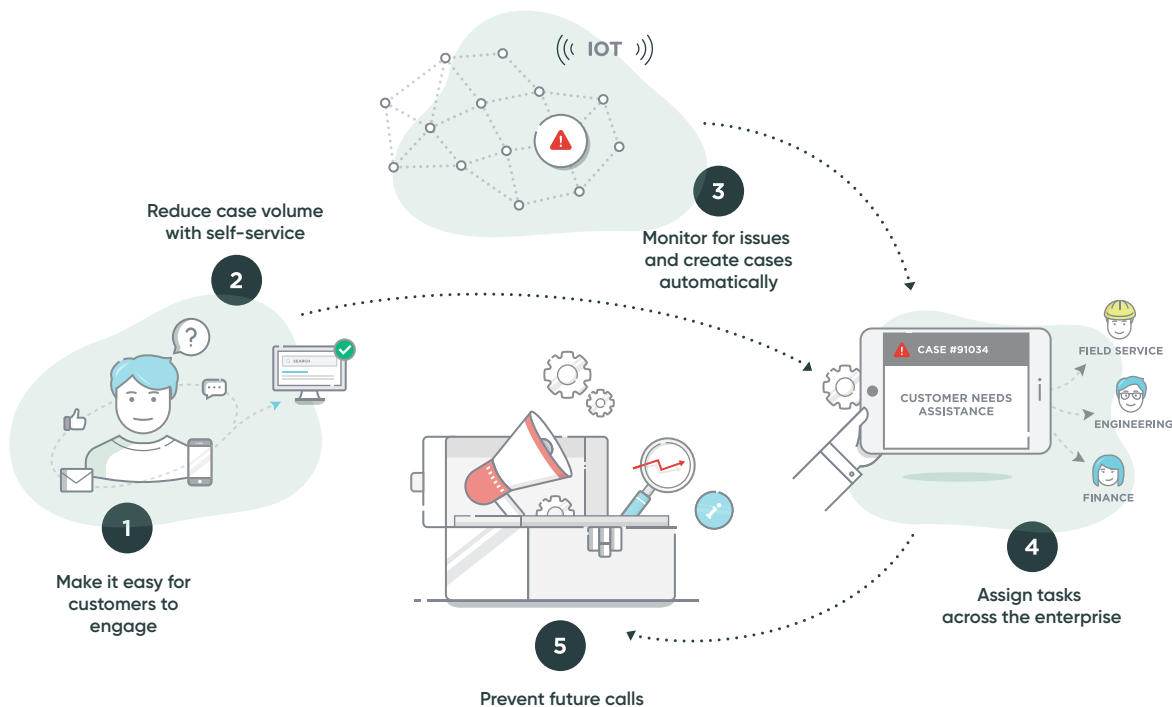 IOT
3
Monitor for issues
and create cases
automatically
Reduce case volume
with self-service
2
?
SEARCH
1
Make it easy for
customers to
engage
CASE #91034
CUSTOMER NEEDS
ASSISTANCE
FIELD SERVICE
ENGINEERING
FINANCE
4
Assign tasks
across the enterprise
i
5
Prevent future calls